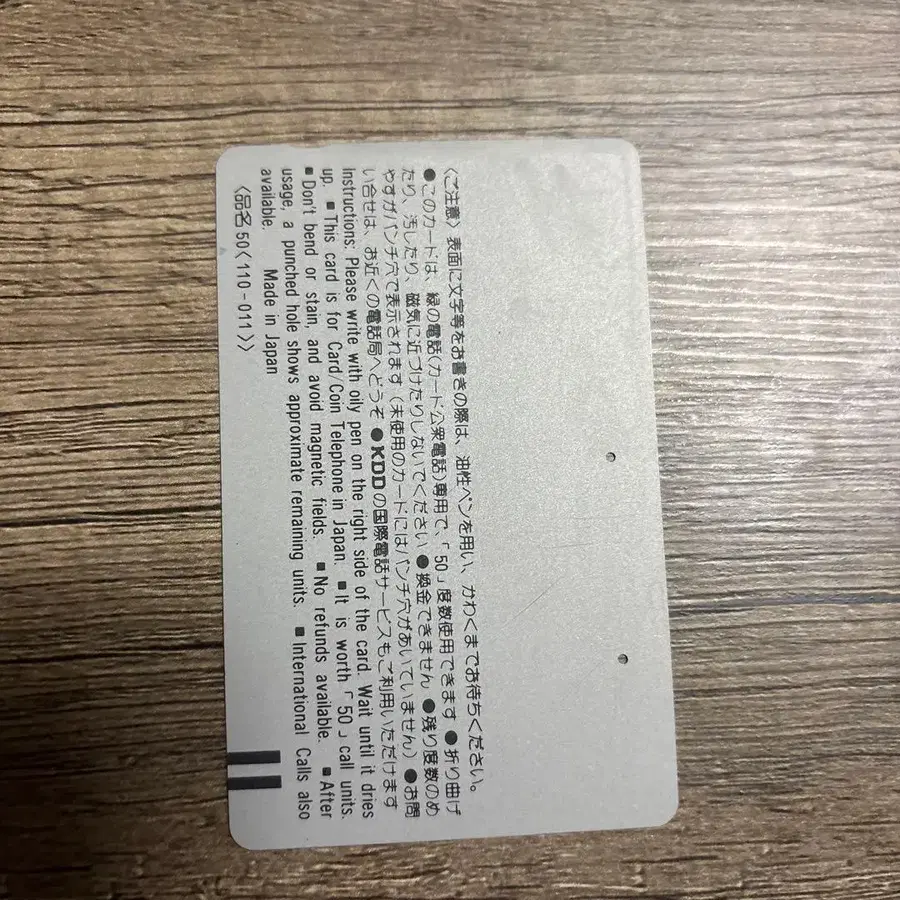 〈ご注意〉表面に文字等をお書きの際は、油性ペンを用い、かわくまでお待ちください。
●このカードは、緑の電話(カード公衆電話)専用で、「50」度数使用できます ●折り曲げ
たり、汚したり、磁気に近づけたりしないでください ●換金できません ●残り度数のめ
やすがパンチ穴で表示されます (未使用のカードにはパンチ穴があいていません) ●お問
い合せは、お近くの電話局へどうぞ ●KDDの国際電話サービスもご利用いただけます
Instructions: Please write with oily pen on the right side of the card. Wait until it dries
up. ■This card is for Card/Coin Telephone in Japan. ■It is worth「50」call units.
■Don't bend or stain, and avoid magnetic fields. ■No refunds available. ■After
usage, a punched hole shows approximate remaining units. ■International Calls also
available. Made in Japan
〈品名50〈110-011〉〉